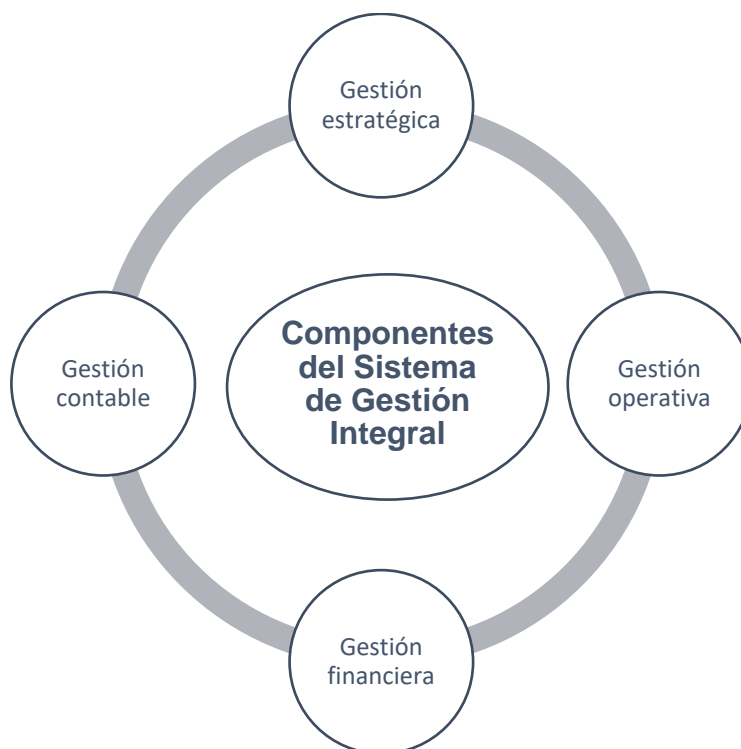 Gestión
estratégica
Componentes
del Sistema
de Gestión
Integral
Gestión
contable
Gestión
operativa
Gestión
financiera